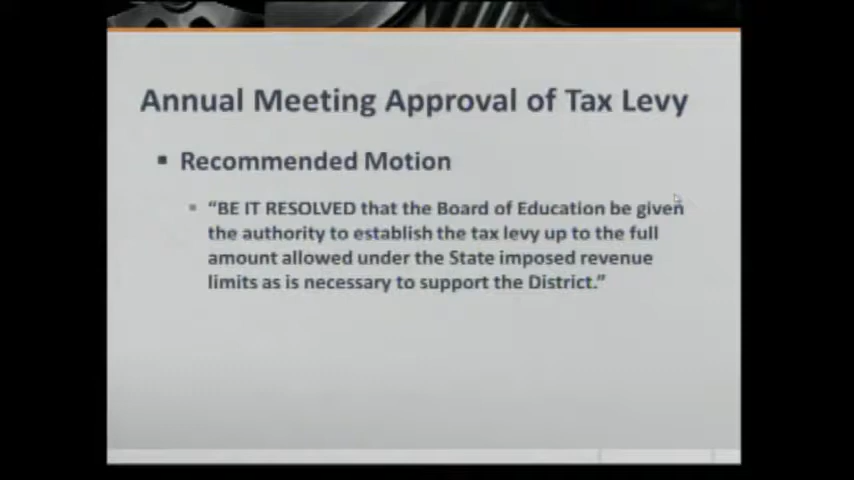 Annual Meeting Approval of Tax Levy
Recommended Motion
“BE IT RESOLVED that the Board of Education be given
the authority to establish the tax levy up to the full
amount allowed under the State imposed revenue
limits as is necessary to support the District.”